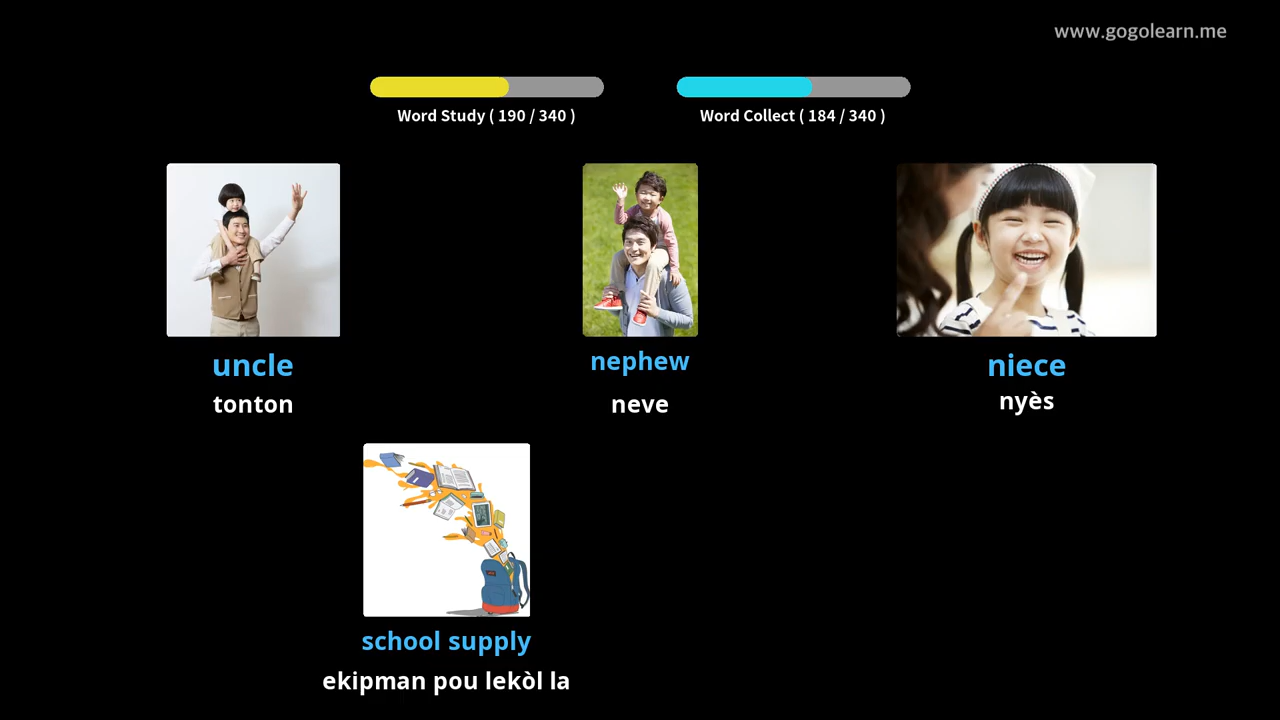 www.gogolearn.me
Word Study ( 190 / 340 )
Word Collect ( 184 / 340 )
uncle
tonton
nephew
neve
niece
nyès
school supply
ekipman pou lekòl la